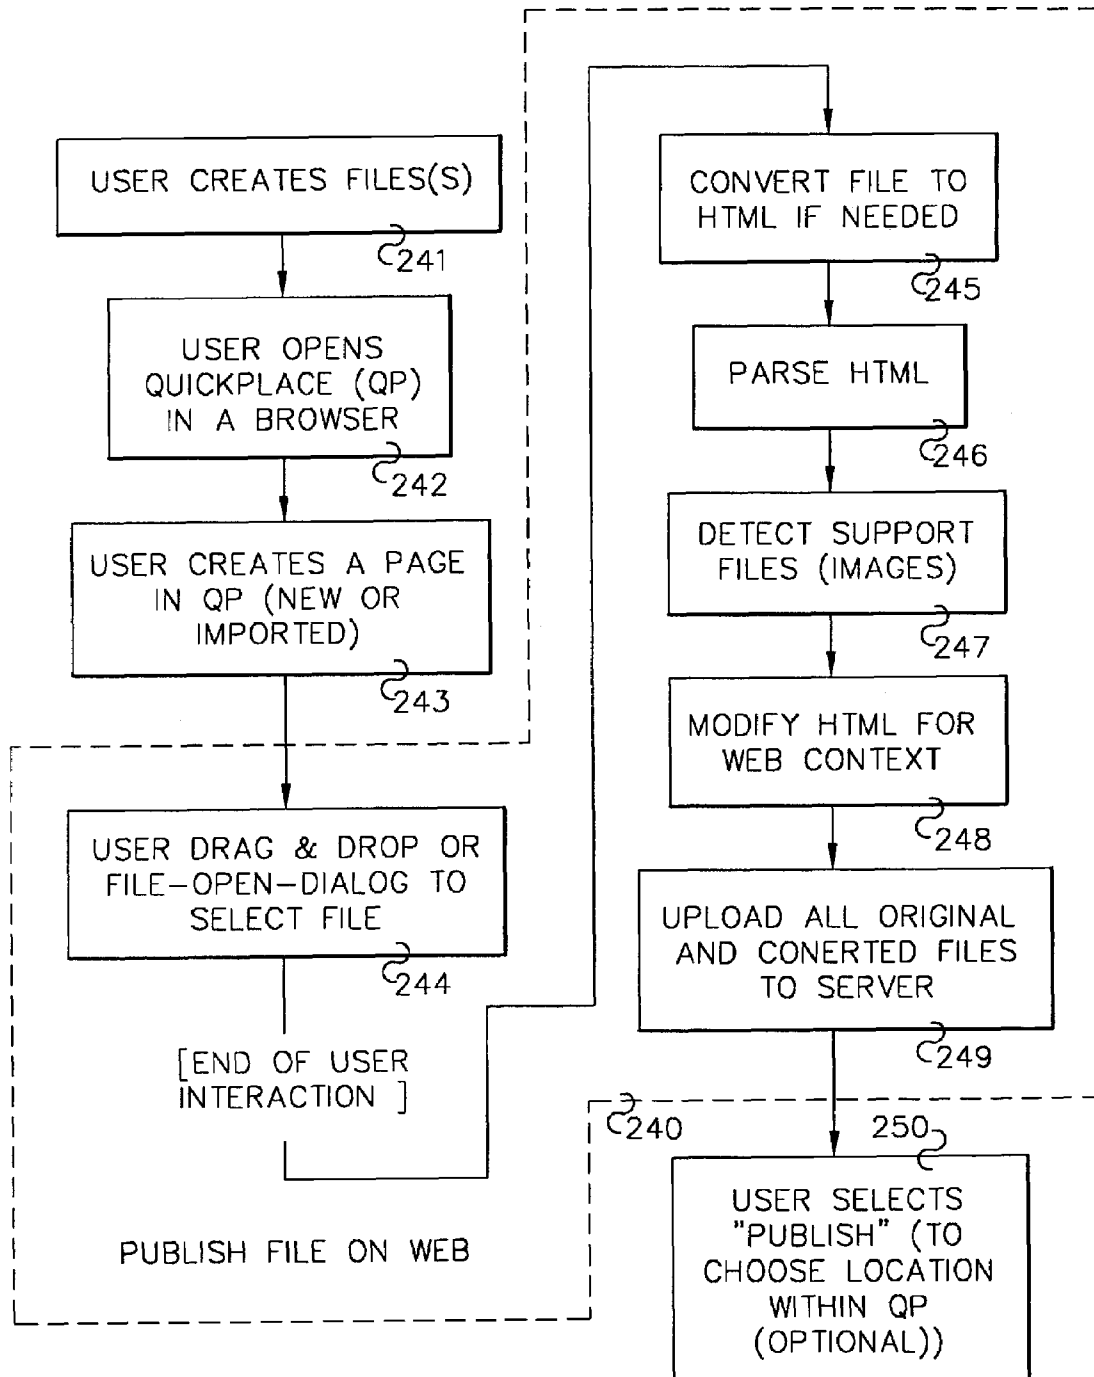 USER CREATES FILES(S)
241
USER OPENS
QUICKPLACE (QP)
IN A BROWSER
242
USER CREATES A PAGE
IN QP (NEW OR
IMPORTED)
243
USER DRAG & DROP OR
FILE-OPEN-DIALOG TO
SELECT FILE
244
[END OF USER
INTERACTION ]
PUBLISH FILE ON WEB
CONVERT FILE TO
HTML IF NEEDED
245
PARSE HTML
246
DETECT SUPPORT
FILES (IMAGES)
247
MODIFY HTML FOR
WEB CONTEXT
248
UPLOAD ALL ORIGINAL
AND CONERTED FILES
TO SERVER
249
240
250
USER SELECTS
"PUBLISH" (TO
CHOOSE LOCATION
WITHIN QP
(OPTIONAL))